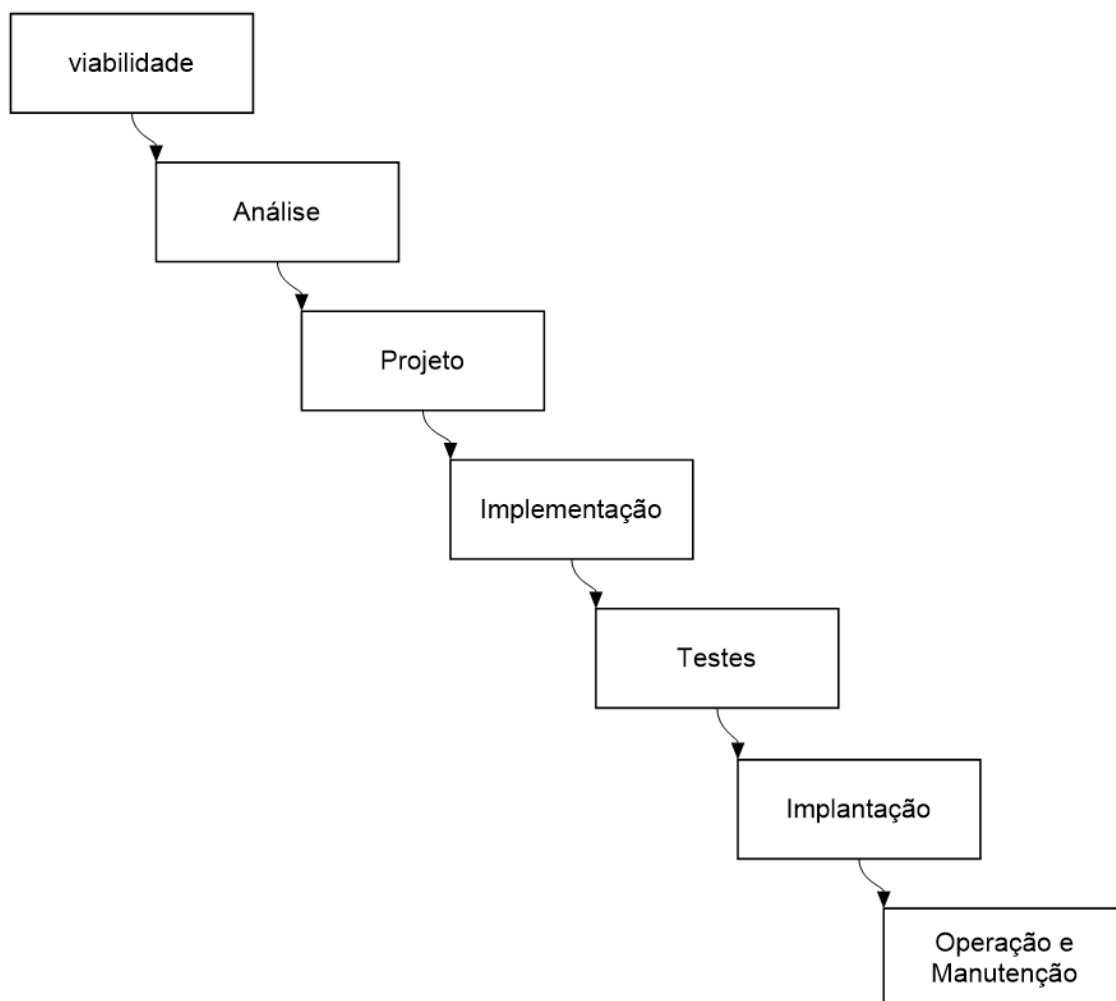 viabilidade
Análise
Projeto
Implementação
Testes
Implantação
Operação e
Manutenção